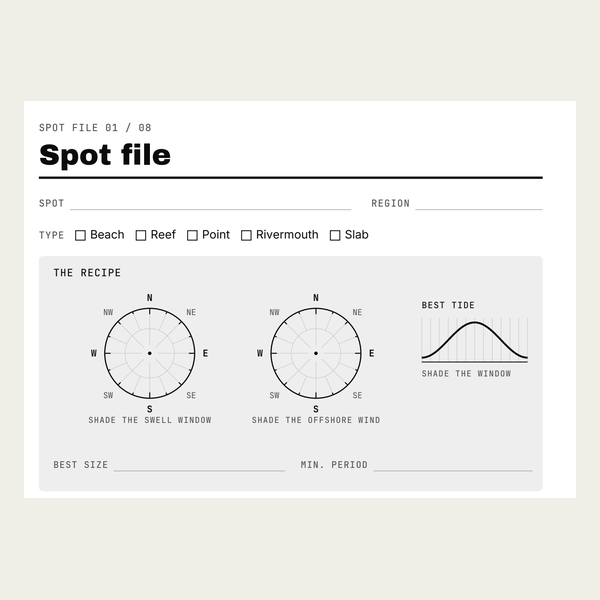 SPOT FILE 01 / 08
Spot file
SPOT
REGION
TYPE Beach Reef Point Rivermouth Slab
THE RECIPE
N
NW NE
W E
SW SE
S
SHADE THE SWELL WINDOW
N
NW NE
W E
SW SE
S
SHADE THE OFFSHORE WIND
BEST TIDE
SHADE THE WINDOW
BEST SIZE
MIN. PERIOD